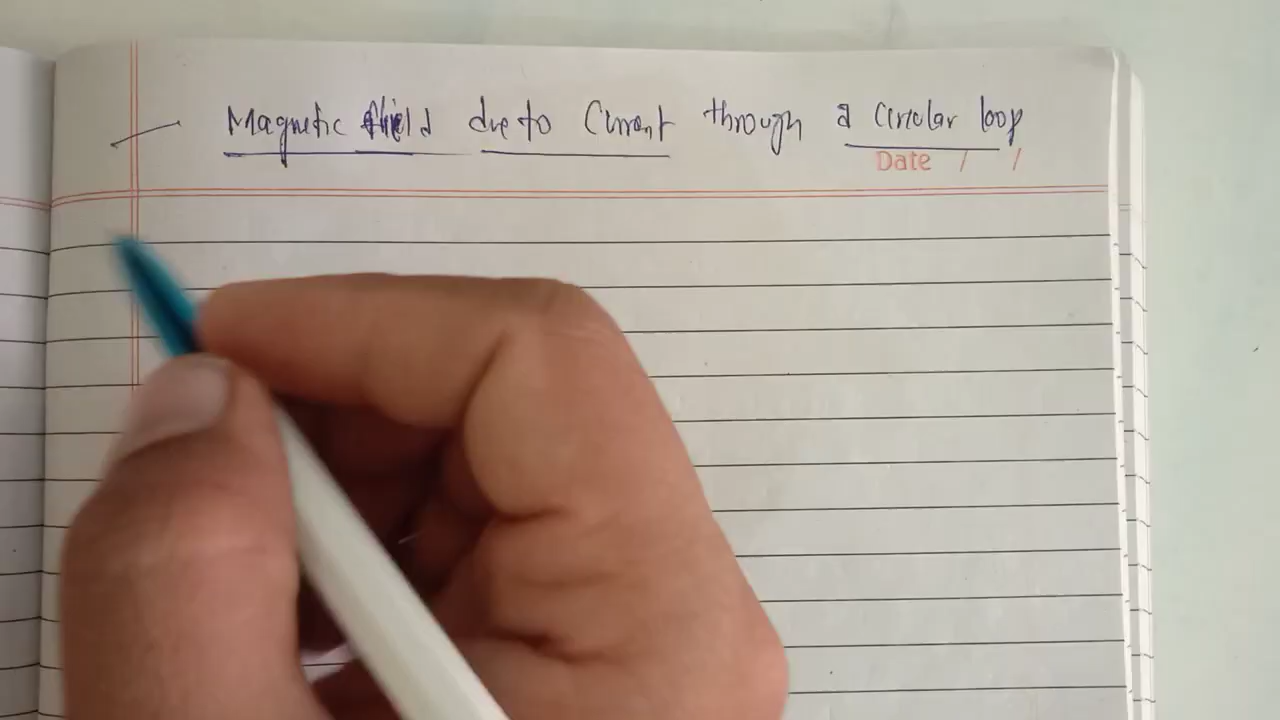 Magnetic field due to Current through a Circular loop
Date / /